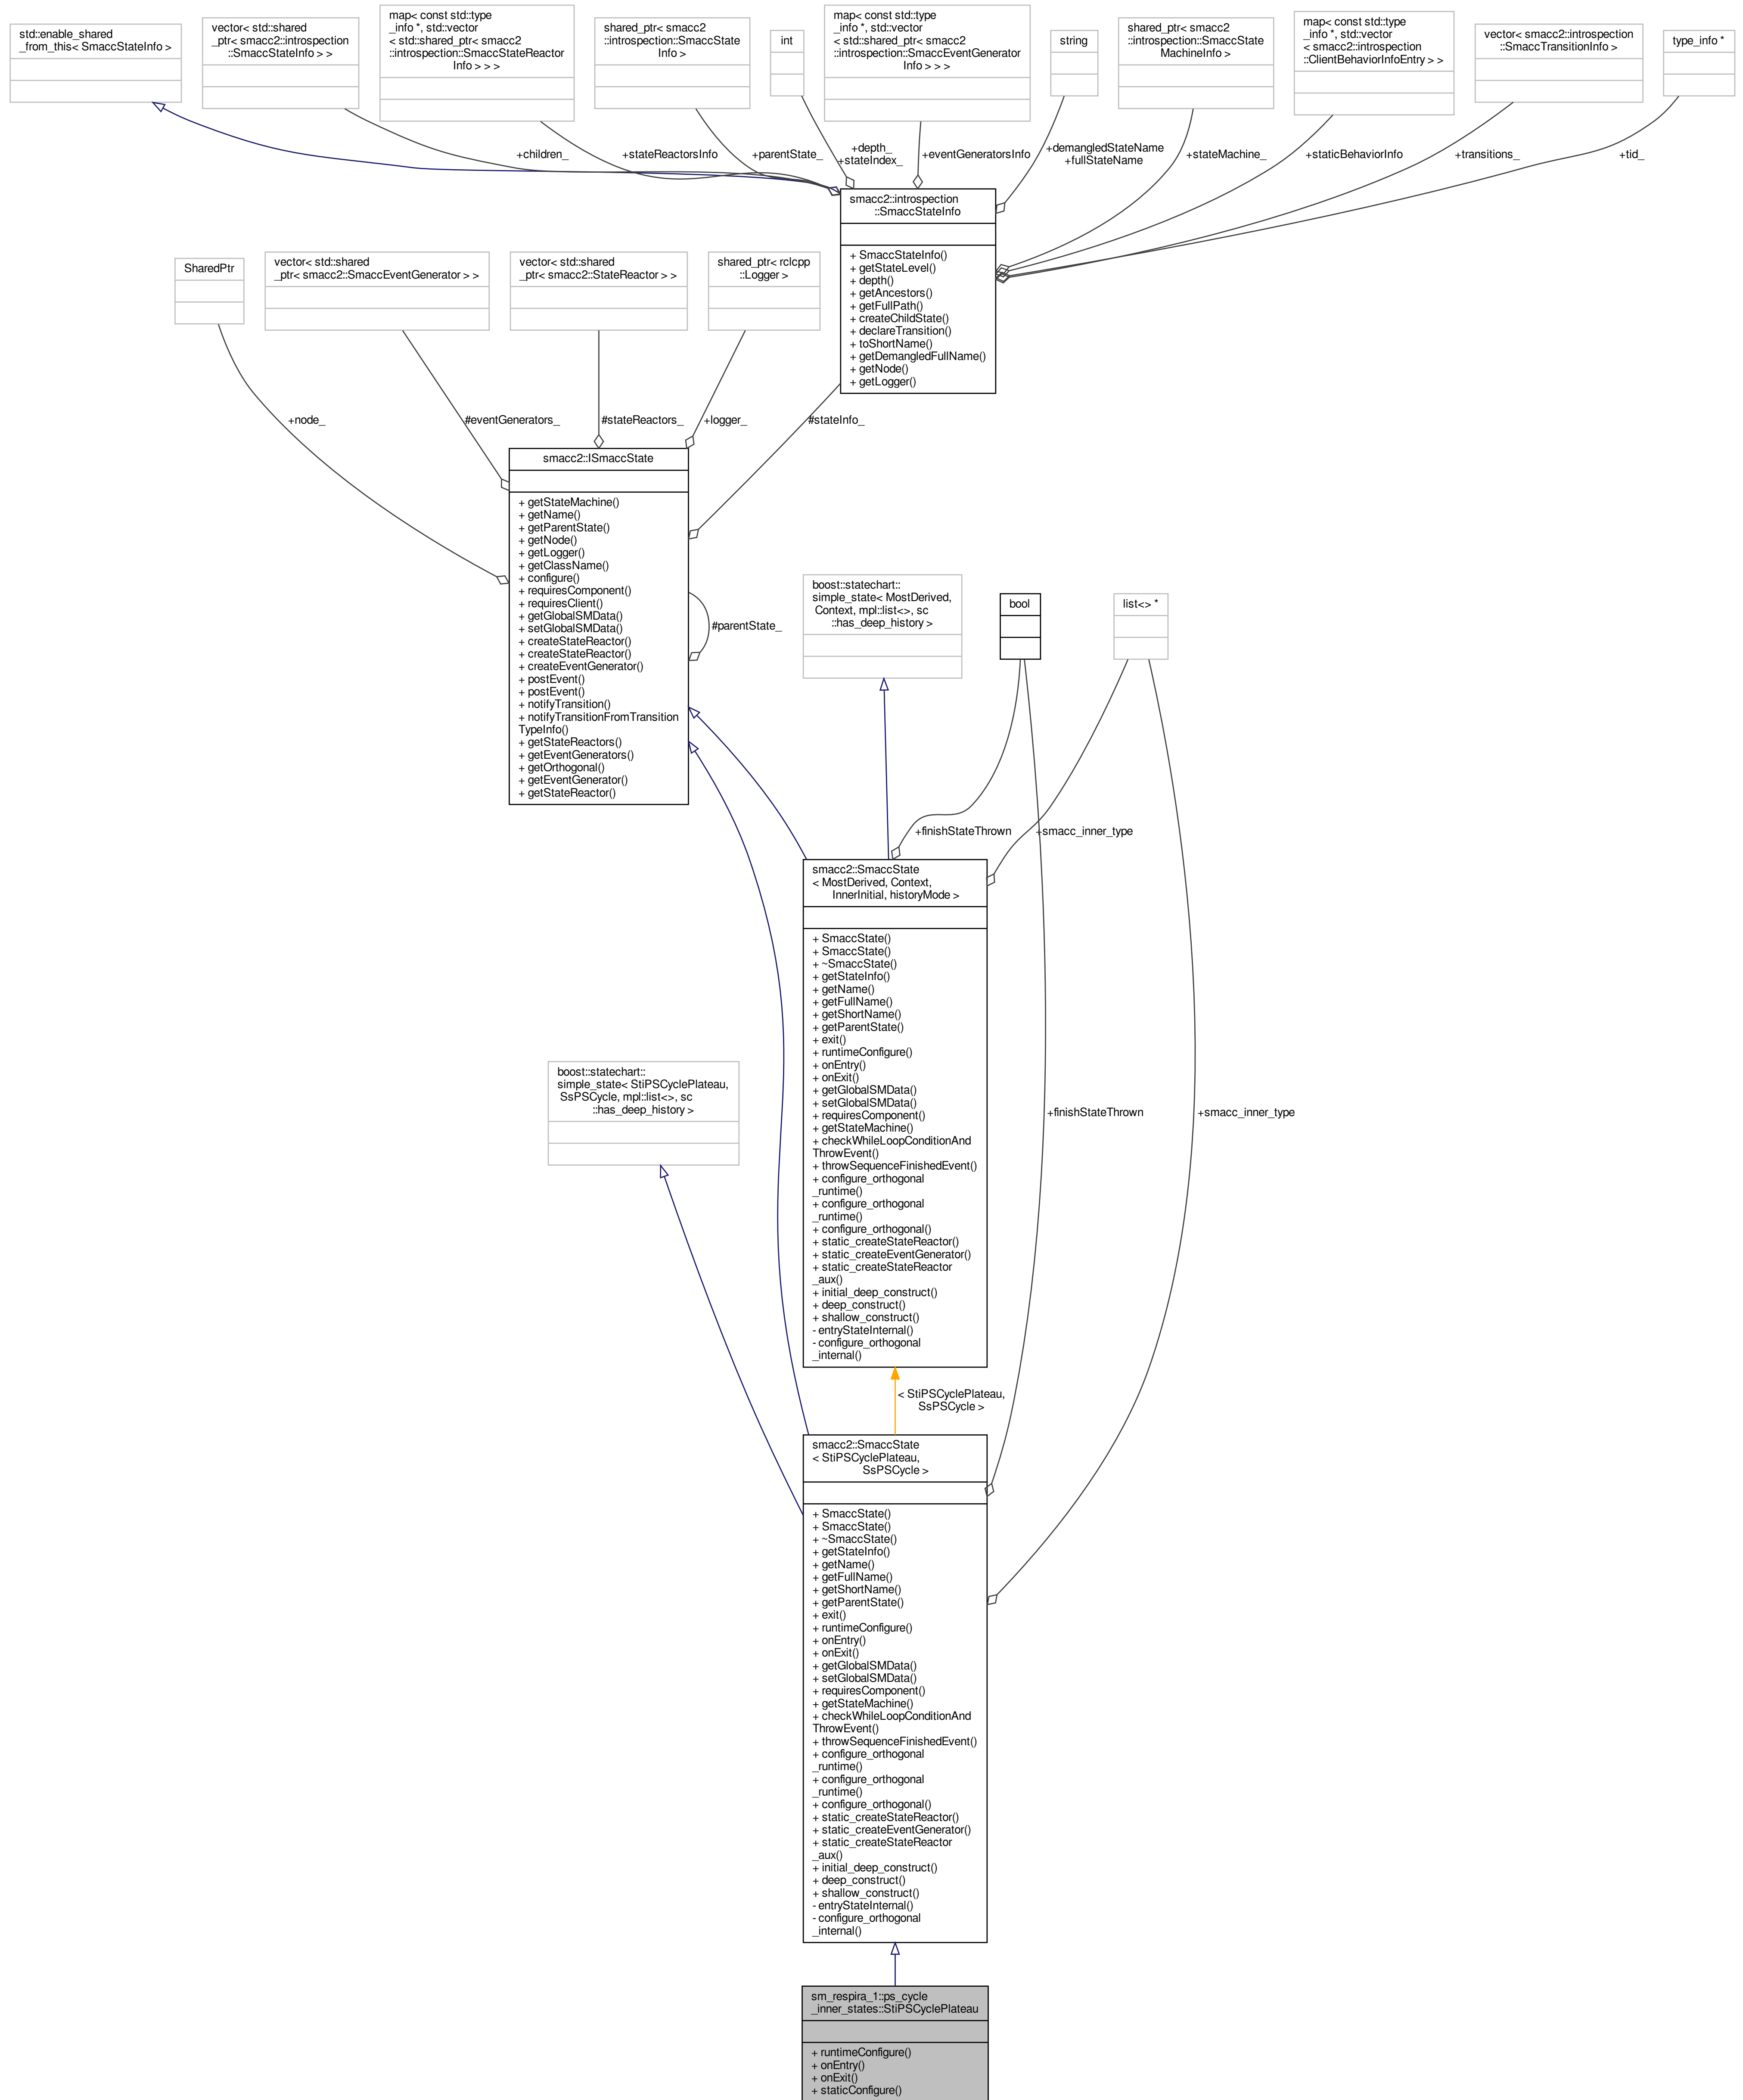 std::enable_shared
_from_this< SmaccStateInfo >
vector< std::shared
_ptr< smacc2::introspection
::SmaccStateInfo > >
map< const std::type
_info *, std::vector
< std::shared_ptr< smacc2
::introspection::SmaccStateReactor
Info > > >
shared_ptr< smacc2
::introspection::SmaccState
Info >
int
map< const std::type
_info *, std::vector
< std::shared_ptr< smacc2
::introspection::SmaccEventGenerator
Info > > >
string
shared_ptr< smacc2
::introspection::SmaccState
MachineInfo >
map< const std::type
_info *, std::vector
< smacc2::introspection
::ClientBehaviorInfoEntry > >
vector< smacc2::introspection
::SmaccTransitionInfo >
type_info *
+children_
+stateReactorsInfo
+parentState_
+depth_
+stateIndex_
+eventGeneratorsInfo
+demangledStateName
+fullStateName
+stateMachine_
+staticBehaviorInfo
+transitions_
+tid_
smacc2::introspection
::SmaccStateInfo
+ SmaccStateInfo()
+ getStateLevel()
+ depth()
+ getAncestors()
+ getFullPath()
+ createChildState()
+ declareTransition()
+ toShortName()
+ getDemangledFullName()
+ getNode()
+ getLogger()
SharedPtr
vector< std::shared
_ptr< smacc2::SmaccEventGenerator > >
vector< std::shared
_ptr< smacc2::StateReactor > >
shared_ptr< rclcpp
::Logger >
+node_
#eventGenerators_
#stateReactors_
+logger_
#stateInfo_
smacc2::ISmaccState
+ getStateMachine()
+ getName()
+ getParentState()
+ getNode()
+ getLogger()
+ getClassName()
+ configure()
+ requiresComponent()
+ requiresClient()
+ getGlobalSMData()
+ setGlobalSMData()
+ createStateReactor()
+ createStateReactor()
+ createEventGenerator()
+ postEvent()
+ postEvent()
+ notifyTransition()
+ notifyTransitionFromTransition
TypeInfo()
+ getStateReactors()
+ getEventGenerators()
+ getOrthogonal()
+ getEventGenerator()
+ getStateReactor()
#parentState_
boost::statechart::
simple_state< MostDerived,
Context, mpl::list<>, sc
::has_deep_history >
bool
list<> *
+finishStateThrown
+smacc_inner_type
smacc2::SmaccState
< MostDerived, Context,
InnerInitial, historyMode >
+ SmaccState()
+ SmaccState()
+ ~SmaccState()
+ getStateInfo()
+ getName()
+ getFullName()
+ getShortName()
+ getParentState()
+ exit()
+ runtimeConfigure()
+ onEntry()
+ onExit()
+ getGlobalSMData()
+ setGlobalSMData()
+ requiresComponent()
+ getStateMachine()
+ checkWhileLoopConditionAnd
ThrowEvent()
+ throwSequenceFinishedEvent()
+ configure_orthogonal
_runtime()
+ configure_orthogonal
_runtime()
+ configure_orthogonal()
+ static_createStateReactor()
+ static_createEventGenerator()
+ static_createStateReactor
_aux()
+ initial_deep_construct()
+ deep_construct()
+ shallow_construct()
- entryStateInternal()
- configure_orthogonal
_internal()
boost::statechart::
simple_state< StiPSCyclePlateau,
SsPSCycle, mpl::list<>, sc
::has_deep_history >
+finishStateThrown
+smacc_inner_type
< StiPSCyclePlateau,
SsPSCycle >
smacc2::SmaccState
< StiPSCyclePlateau,
SsPSCycle >
+ SmaccState()
+ SmaccState()
+ ~SmaccState()
+ getStateInfo()
+ getName()
+ getFullName()
+ getShortName()
+ getParentState()
+ exit()
+ runtimeConfigure()
+ onEntry()
+ onExit()
+ getGlobalSMData()
+ setGlobalSMData()
+ requiresComponent()
+ getStateMachine()
+ checkWhileLoopConditionAnd
ThrowEvent()
+ throwSequenceFinishedEvent()
+ configure_orthogonal
_runtime()
+ configure_orthogonal
_runtime()
+ configure_orthogonal()
+ static_createStateReactor()
+ static_createEventGenerator()
+ static_createStateReactor
_aux()
+ initial_deep_construct()
+ deep_construct()
+ shallow_construct()
- entryStateInternal()
- configure_orthogonal
_internal()
sm_respira_1::ps_cycle
_inner_states::StiPSCyclePlateau
+ runtimeConfigure()
+ onEntry()
+ onExit()
+ staticConfigure()